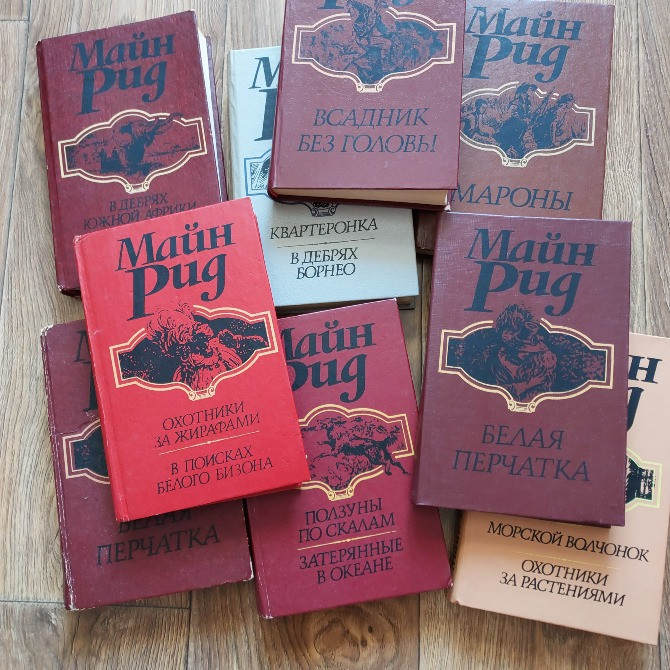 Майн
Рид
В ДЕБРЯХ
ЮЖНОЙ АФРИКИ
КВАРТЕРОНКА
В ДЕБРЯХ
БОРНЕО
Рид
ВСАДНИК
БЕЗ ГОЛОВЫ
Рид
МАРОНЫ
Майн
Рид
ОХОТНИКИ
ЗА ЖИРАФАМИ
В ПОИСКАХ
БЕЛОГО БИЗОНА
Майн
Рид
БЕЛАЯ
ПЕРЧАТКА
БЕЛАЯ
ПЕРЧАТКА
Майн
Рид
ПОЛЗУНЫ
ПО СКАЛАМ
ЗАТЕРЯННЫЕ
В ОКЕАНЕ
МОРСКОЙ ВОЛЧОНОК
ОХОТНИКИ
ЗА РАСТЕНИЯМИ